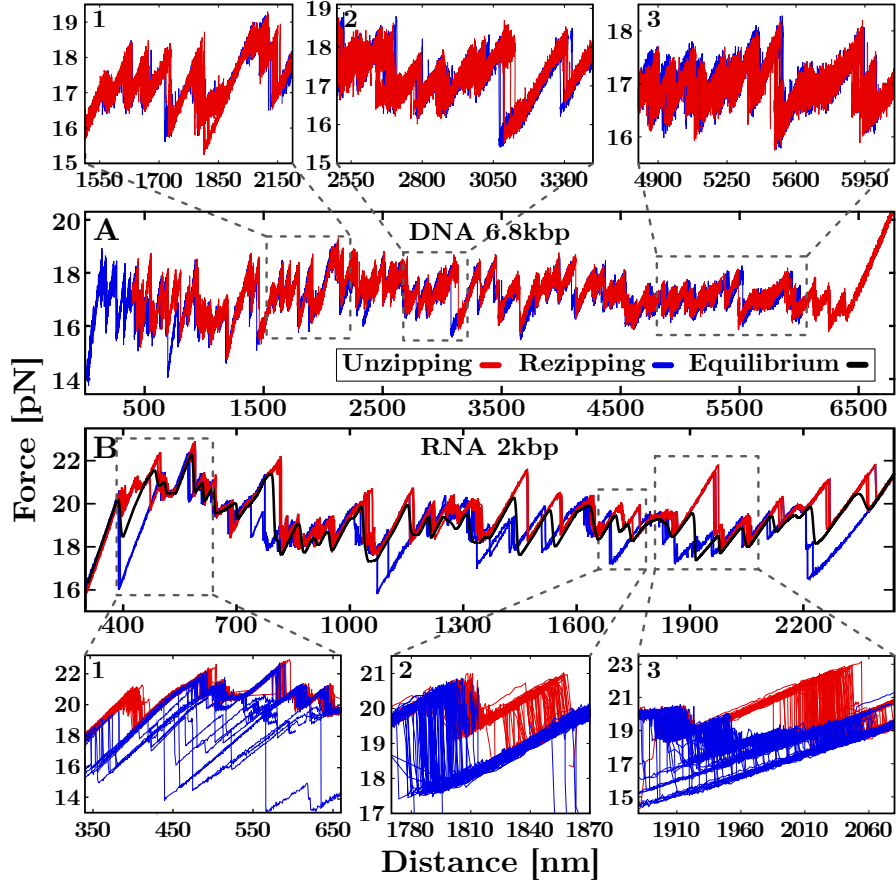 1
19
18
17
16
15
1550 1700 1850 2150
2
19
18
17
16
15
2550 2800 3050 3300
3
18
17
16
4900 5250 5600 5950
A
DNA 6.8kbp
20
18
16
14
Unzipping Rezipping Equilibrium
500 1500 2500 3500 4500 5500 6500
Force [pN]
B
RNA 2kbp
22
20
18
16
400 700 1000 1300 1600 1900 2200
1
22
20
18
16
14
13
350 450 550 650
2
21
20
19
18
17
1780 1810 1840 1870
3
23
21
19
17
15
14
1910 1960 2010 2060
Distance [nm]